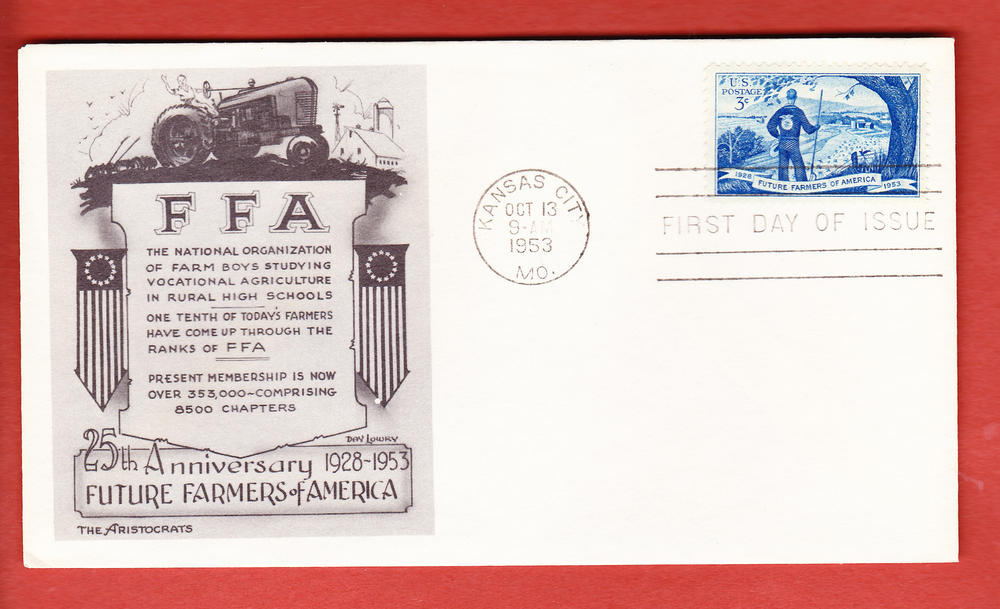 FFA
THE NATIONAL ORGANIZATION
OF FARM BOYS STUDYING
VOCATIONAL AGRICULTURE
IN RURAL HIGH SCHOOLS
ONE TENTH OF TODAY'S FARMERS
HAVE COME UP THROUGH THE
RANKS OF FFA
PRESENT MEMBERSHIP IS NOW
OVER 353,000~COMPRISING
8500 CHAPTERS
DAY LOWRY
25th Anniversary 1928-1953
FUTURE FARMERS of AMERICA
THE ARISTOCRATS
KANSAS CITY
OCT 13
9-AM
1953
MO.
U.S.
POSTAGE
3¢
1928 FUTURE FARMERS OF AMERICA 1953
FIRST DAY OF ISSUE